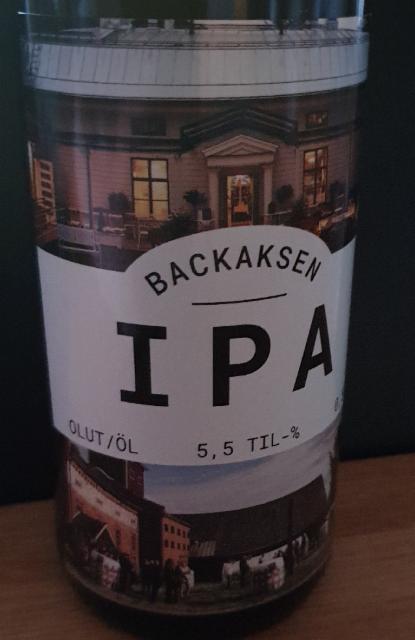 BACKAKSEN
IPA
OLUT/ÖL 5,5 TIL-%